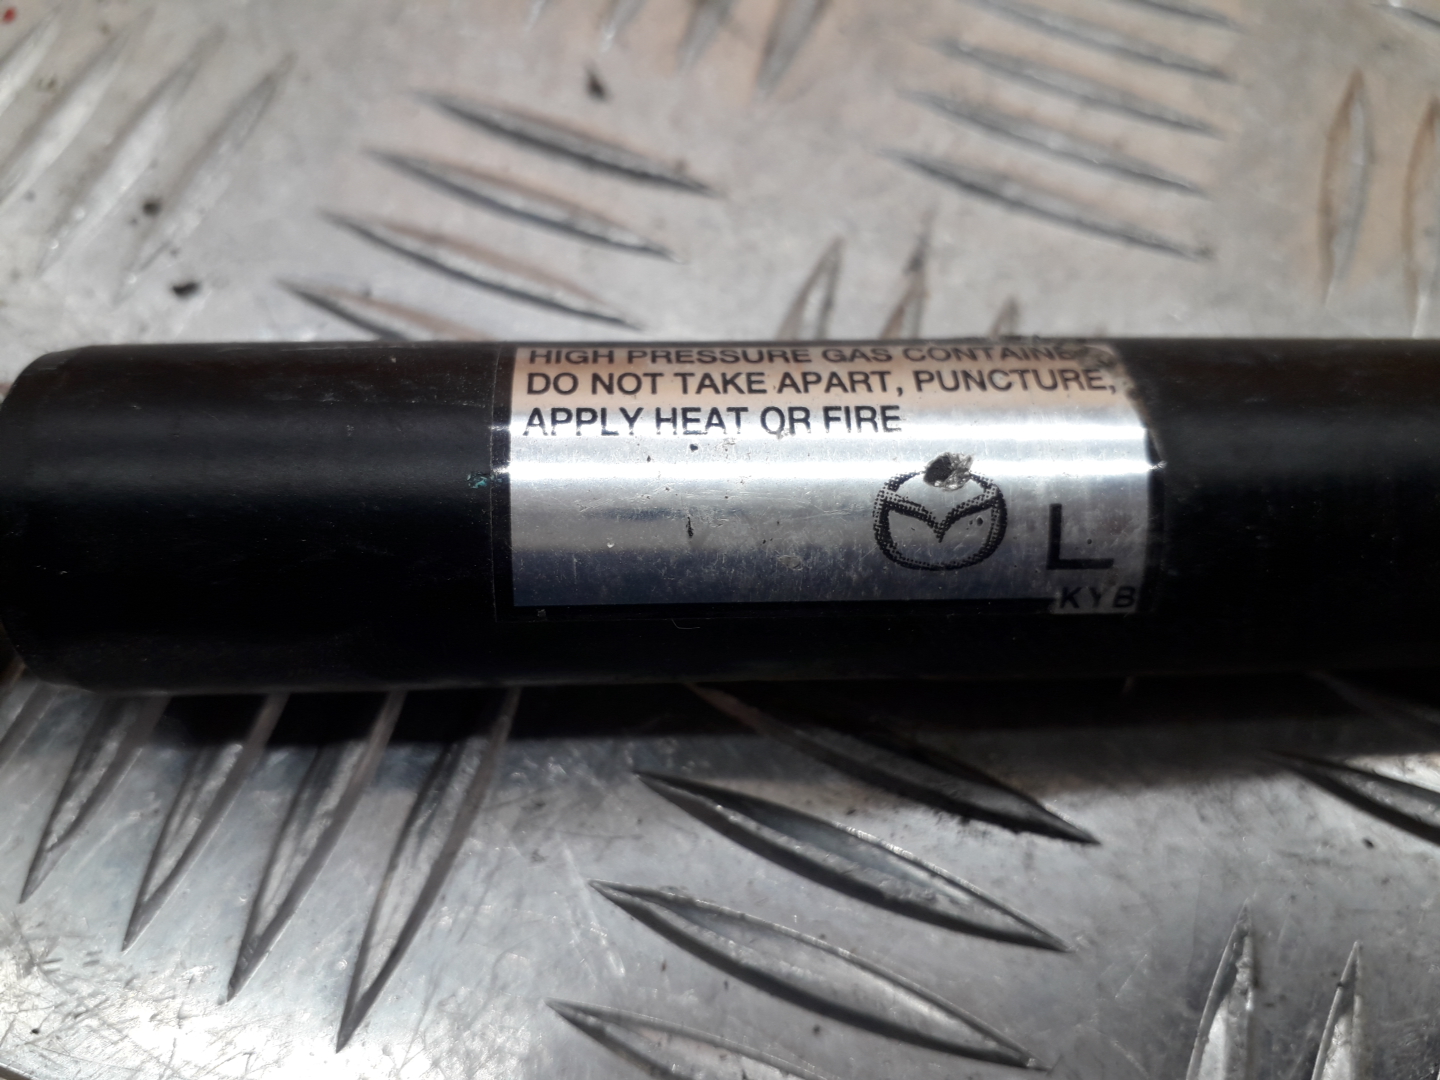 HIGH PRESSURE GAS CONTAINE
DO NOT TAKE APART, PUNCTURE,
APPLY HEAT OR FIRE
L
KYB